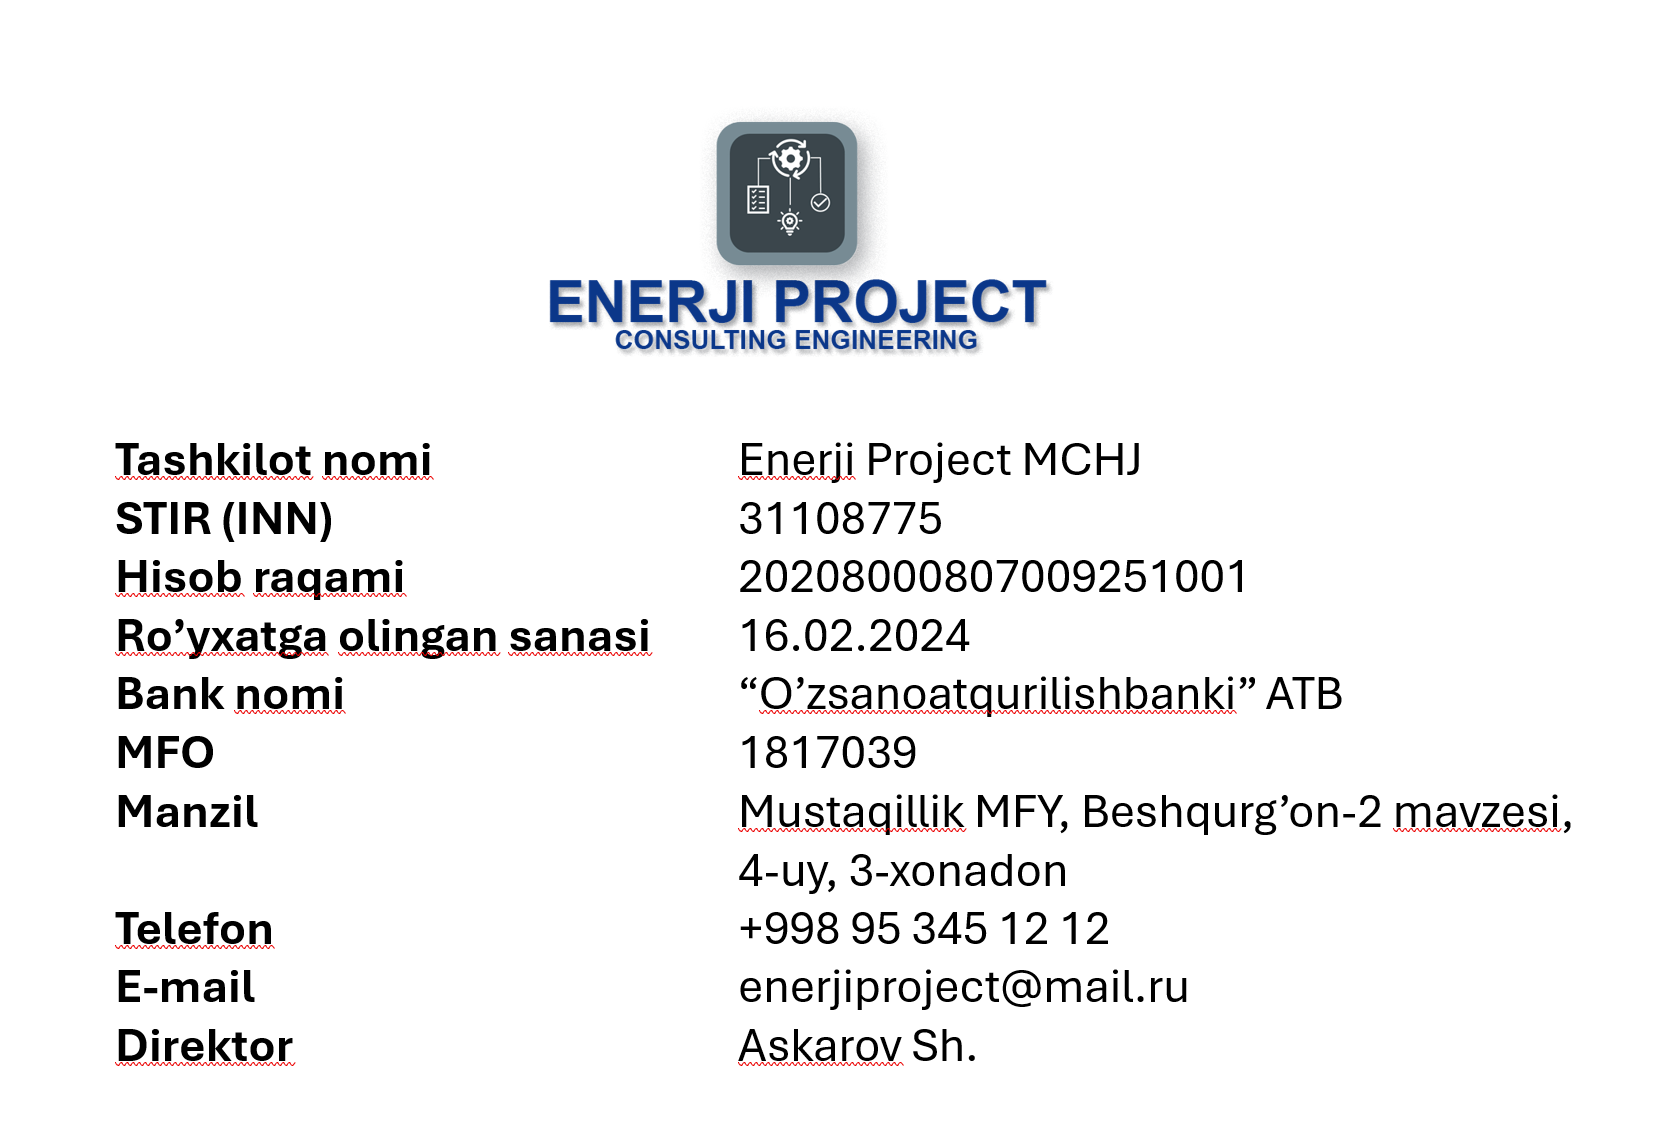 ENERJI PROJECT
CONSULTING ENGINEERING
Tashkilot nomi Enerji Project MCHJ
STIR (INN) 31108775
Hisob raqami 20208000807009251001
Ro’yxatga olingan sanasi 16.02.2024
Bank nomi “O’zsanoatqurilishbanki” ATB
MFO 1817039
Manzil Mustaqillik MFY, Beshqurg’on-2 mavzesi,
4-uy, 3-xonadon
Telefon +998 95 345 12 12
E-mail enerjiproject@mail.ru
Direktor Askarov Sh.